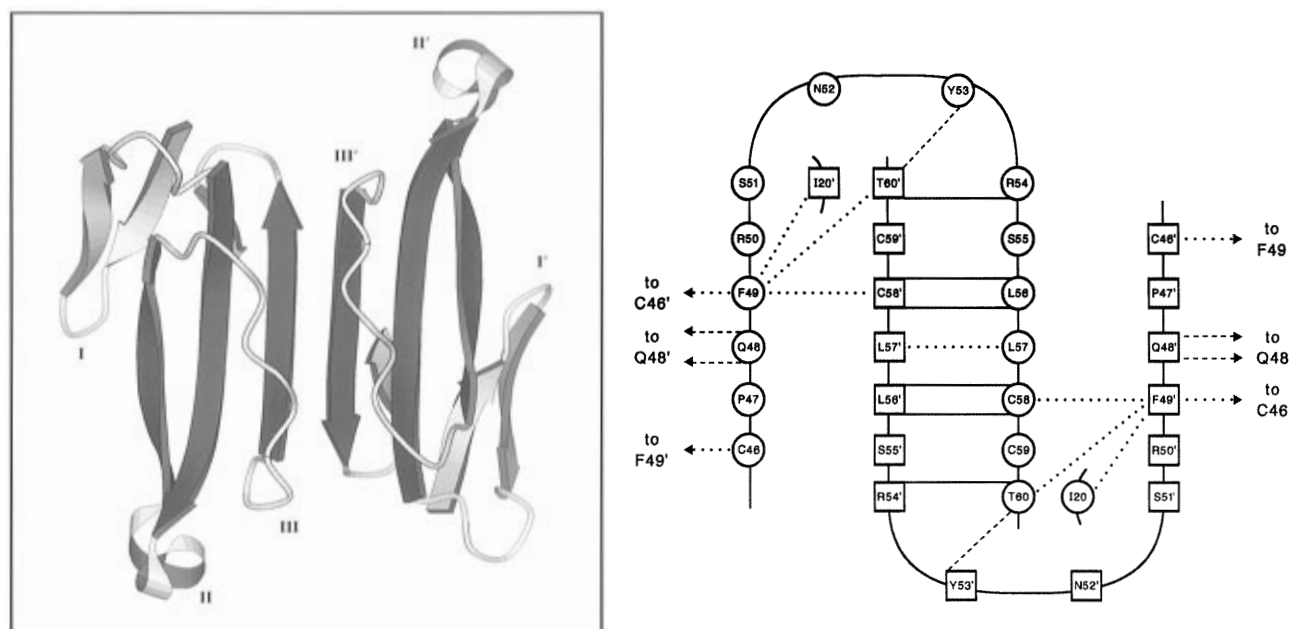 II'
III'
I'
I
III
II
N52 Y53
S51 I20' T60' R54
R50 C59' S55 C46' to F49
to C46' F49 C58' L56 P47'
to Q48' Q48 L57' L57 Q48' to Q48
P47 L56' C58 F49' to C46
to F49' C46 S55' C59 R50'
R54' T60 I20 S51'
Y53' N52'